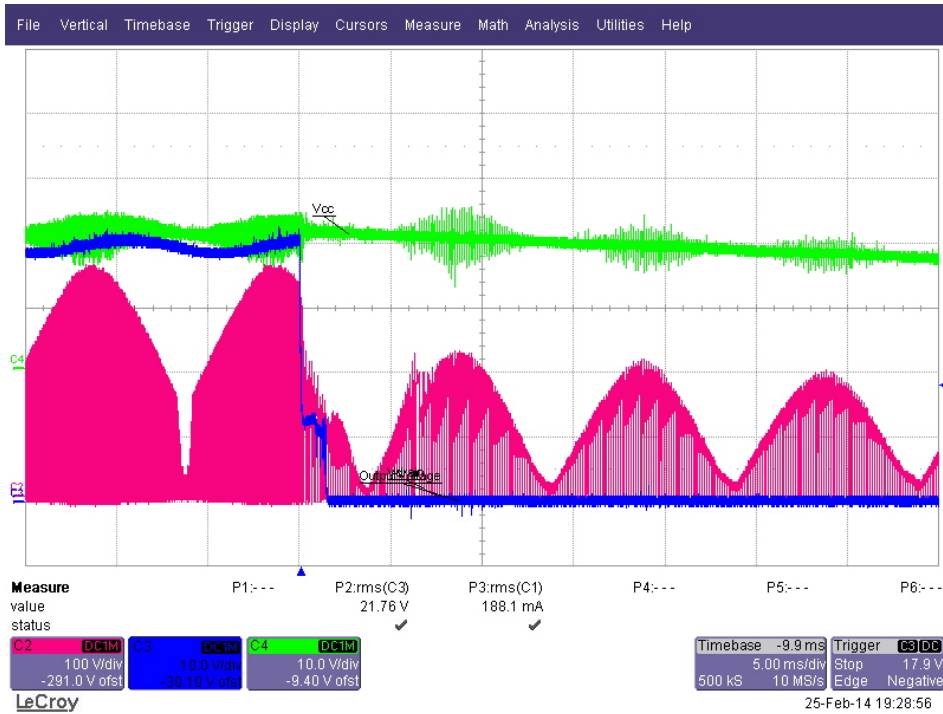 File Vertical Timebase Trigger Display Cursors Measure Math Analysis Utilities Help
Vcc
C4
Measure P1:- - - P2:rms(C3) P3:rms(C1) P4:- - - P5:- - - P6:- - -
value 21.76 V 188.1 mA
status
C2 DC1M C3 DC1M C4 DC1M Timebase -9.9 ms Trigger C3 DC
100 V/div 10.0 V/div 10.0 V/div 5.00 ms/div Stop 17.9 V
-291.0 V ofst -30.10 V ofst -9.40 V ofst 500 kS 10 MS/s Edge Negative
LeCroy 25-Feb-14 19:28:56